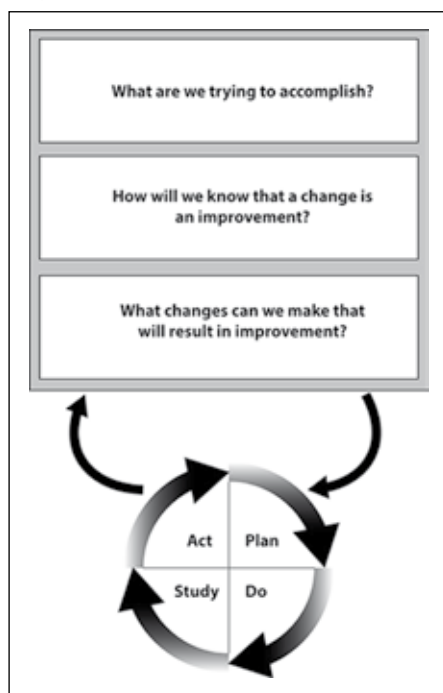 What are we trying to accomplish?
How will we know that a change is
an improvement?
What changes can we make that
will result in improvement?
Act Plan
Study Do